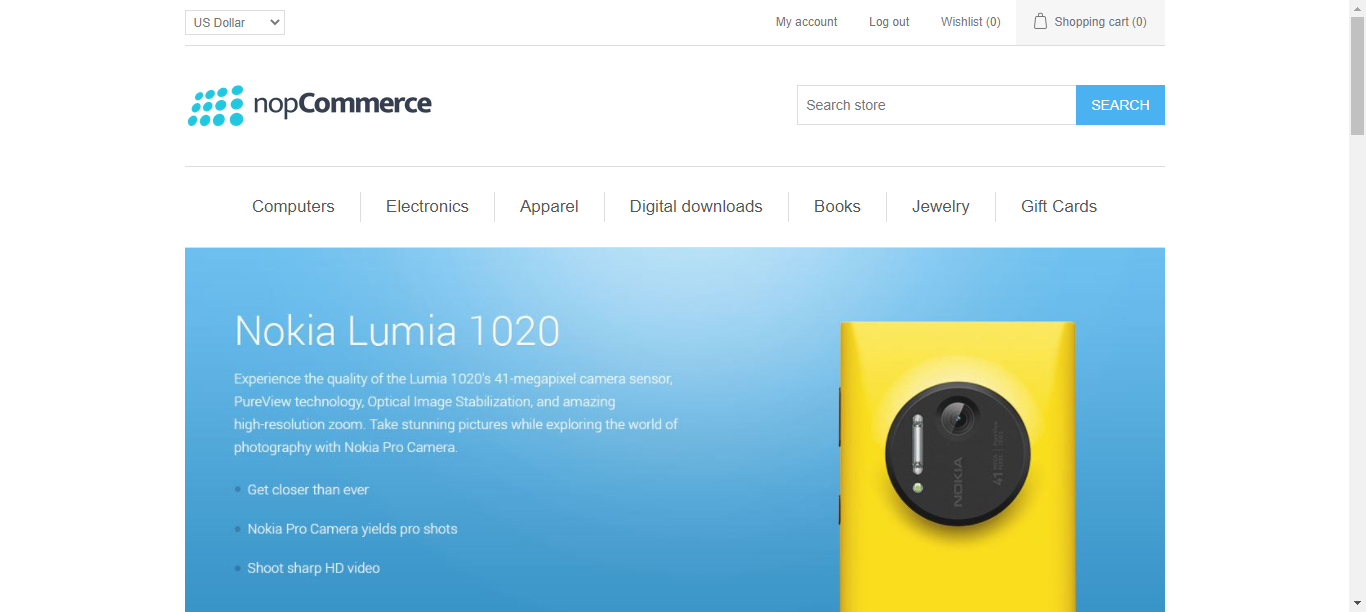 US Dollar
My account
Log out
Wishlist (0)
Shopping cart (0)
nopCommerce
Search store
SEARCH
Computers
Electronics
Apparel
Digital downloads
Books
Jewelry
Gift Cards
Nokia Lumia 1020
Experience the quality of the Lumia 1020's 41-megapixel camera sensor,
PureView technology, Optical Image Stabilization, and amazing
high-resolution zoom. Take stunning pictures while exploring the world of
photography with Nokia Pro Camera.
Get closer than ever
Nokia Pro Camera yields pro shots
Shoot sharp HD video
NOKIA
41